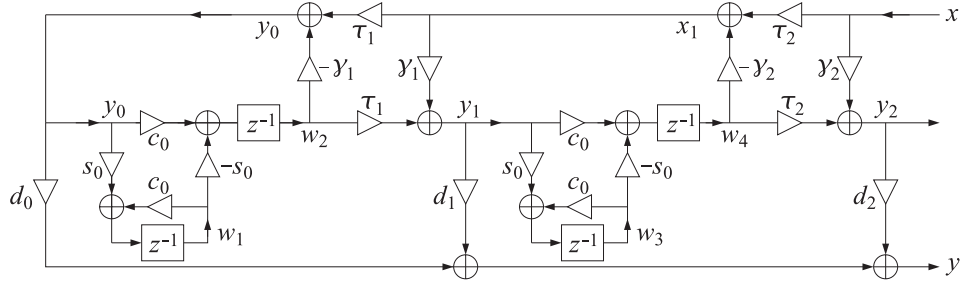 y₀ τ₁ x₁ τ₂ x
-γ₁ γ₁ -γ₂ γ₂
y₀ c₀ z⁻¹ w₂ τ₁ y₁ c₀ z⁻¹ w₄ τ₂ y₂
s₀ -s₀ s₀ -s₀
d₀ c₀ d₁ c₀ d₂
z⁻¹ w₁ z⁻¹ w₃
y